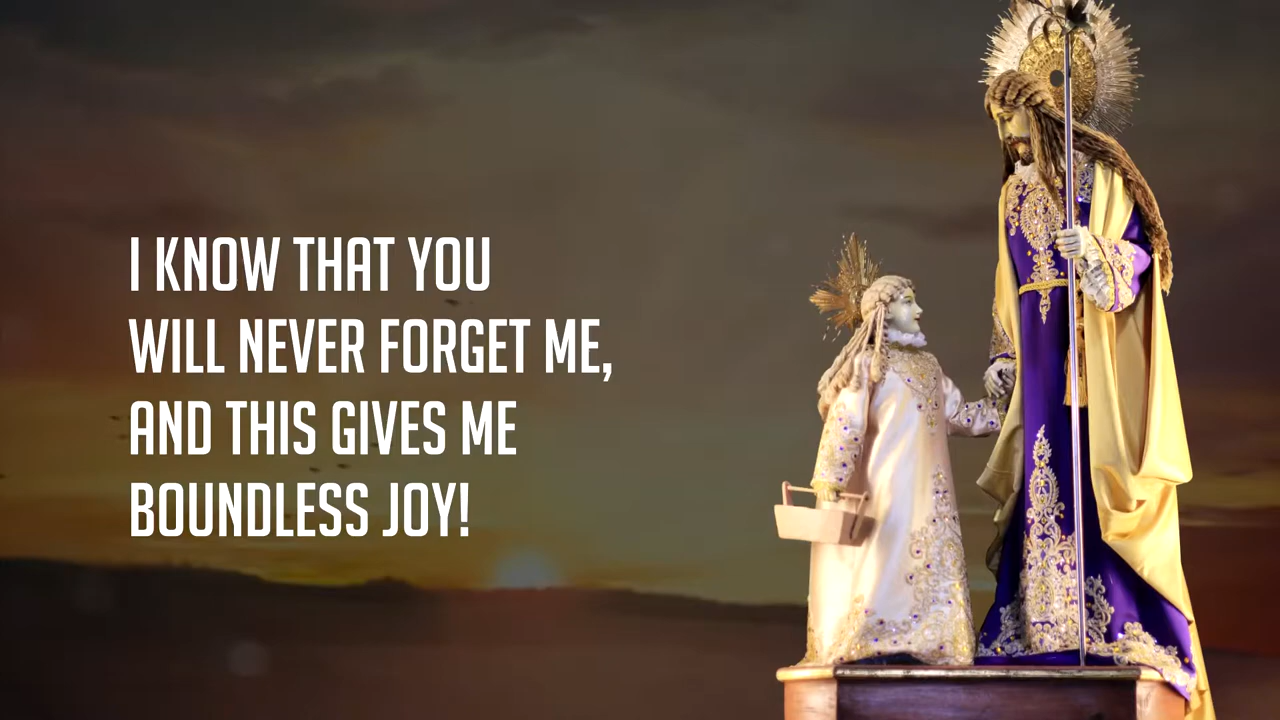 I KNOW THAT YOU
WILL NEVER FORGET ME,
AND THIS GIVES ME
BOUNDLESS JOY!